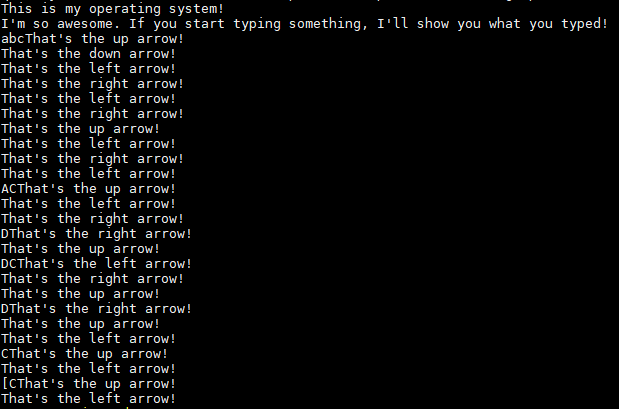 This is my operating system!
I'm so awesome. If you start typing something, I'll show you what you typed!
abcThat's the up arrow!
That's the down arrow!
That's the left arrow!
That's the right arrow!
That's the left arrow!
That's the right arrow!
That's the up arrow!
That's the left arrow!
That's the right arrow!
That's the left arrow!
ACThat's the up arrow!
That's the left arrow!
That's the right arrow!
DThat's the right arrow!
That's the up arrow!
DCThat's the left arrow!
That's the right arrow!
That's the up arrow!
DThat's the right arrow!
That's the up arrow!
That's the left arrow!
CThat's the up arrow!
That's the left arrow!
[CThat's the up arrow!
That's the left arrow!